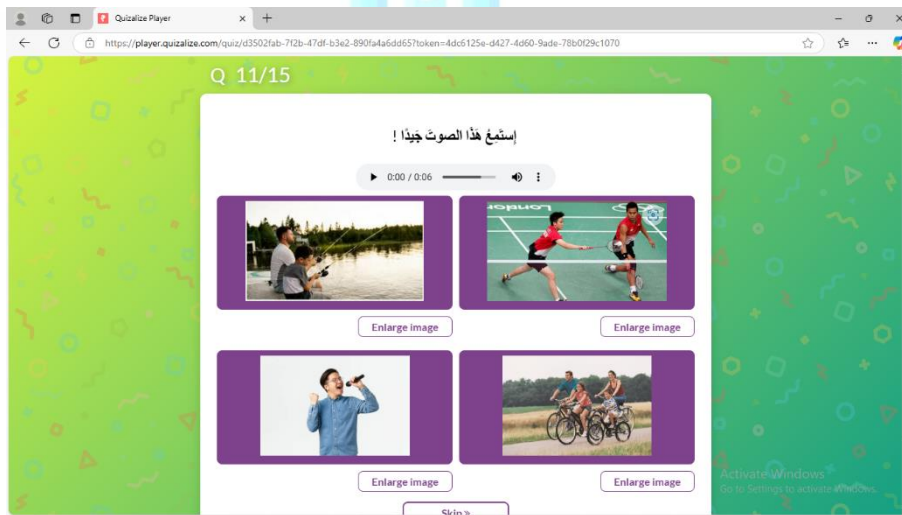 Quizalize Player
https://player.quizalize.com/quiz/d3502fab-7f2b-47df-b3e2-890fa4a6dd65?token=4dc6125e-d427-4d60-9ade-78b0f29c1070
Q 11/15
إستَمِعْ هَذَا الصوتَ جَيدًا !
0:00 / 0:06
Enlarge image
Enlarge image
Enlarge image
Enlarge image
Activate Windows
Go to Settings to activate Windows.
Skip »